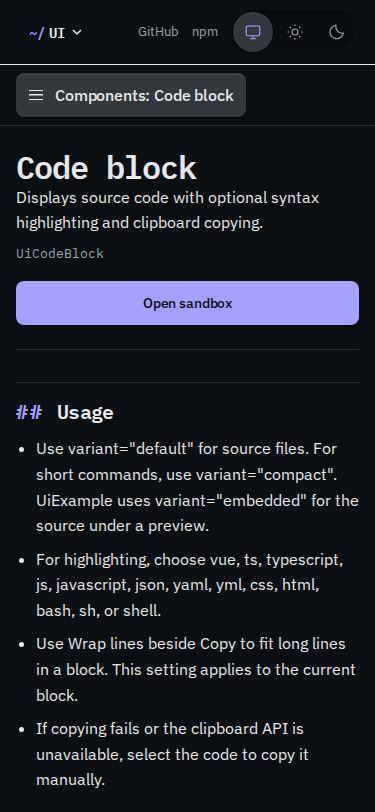 ~/ UI
GitHub npm
Components: Code block
Code block
Displays source code with optional syntax
highlighting and clipboard copying.
UiCodeBlock
Open sandbox
## Usage
Use variant="default" for source files. For
short commands, use variant="compact".
UiExample uses variant="embedded" for the
source under a preview.
For highlighting, choose vue, ts, typescript,
js, javascript, json, yaml, yml, css, html,
bash, sh, or shell.
Use Wrap lines beside Copy to fit long lines
in a block. This setting applies to the current
block.
If copying fails or the clipboard API is
unavailable, select the code to copy it
manually.